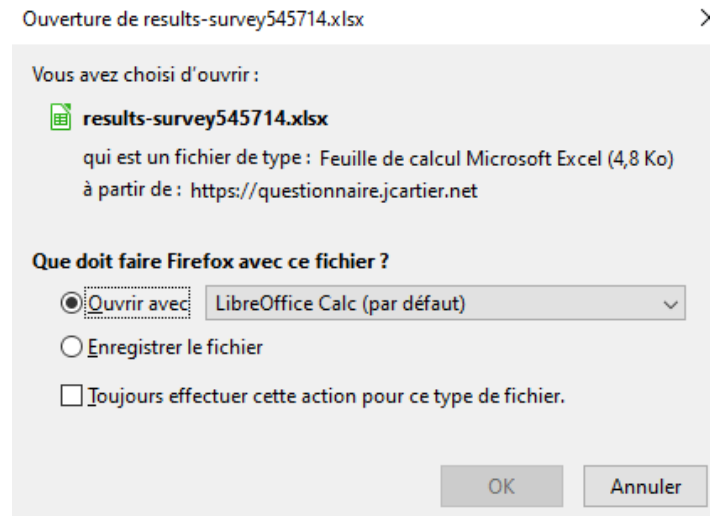 Ouverture de results-survey545714.xlsx
Vous avez choisi d'ouvrir :
results-survey545714.xlsx
qui est un fichier de type : Feuille de calcul Microsoft Excel (4,8 Ko)
à partir de : https://questionnaire.jcartier.net
Que doit faire Firefox avec ce fichier ?
Ouvrir avec LibreOffice Calc (par défaut)
Enregistrer le fichier
Toujours effectuer cette action pour ce type de fichier.
OK Annuler